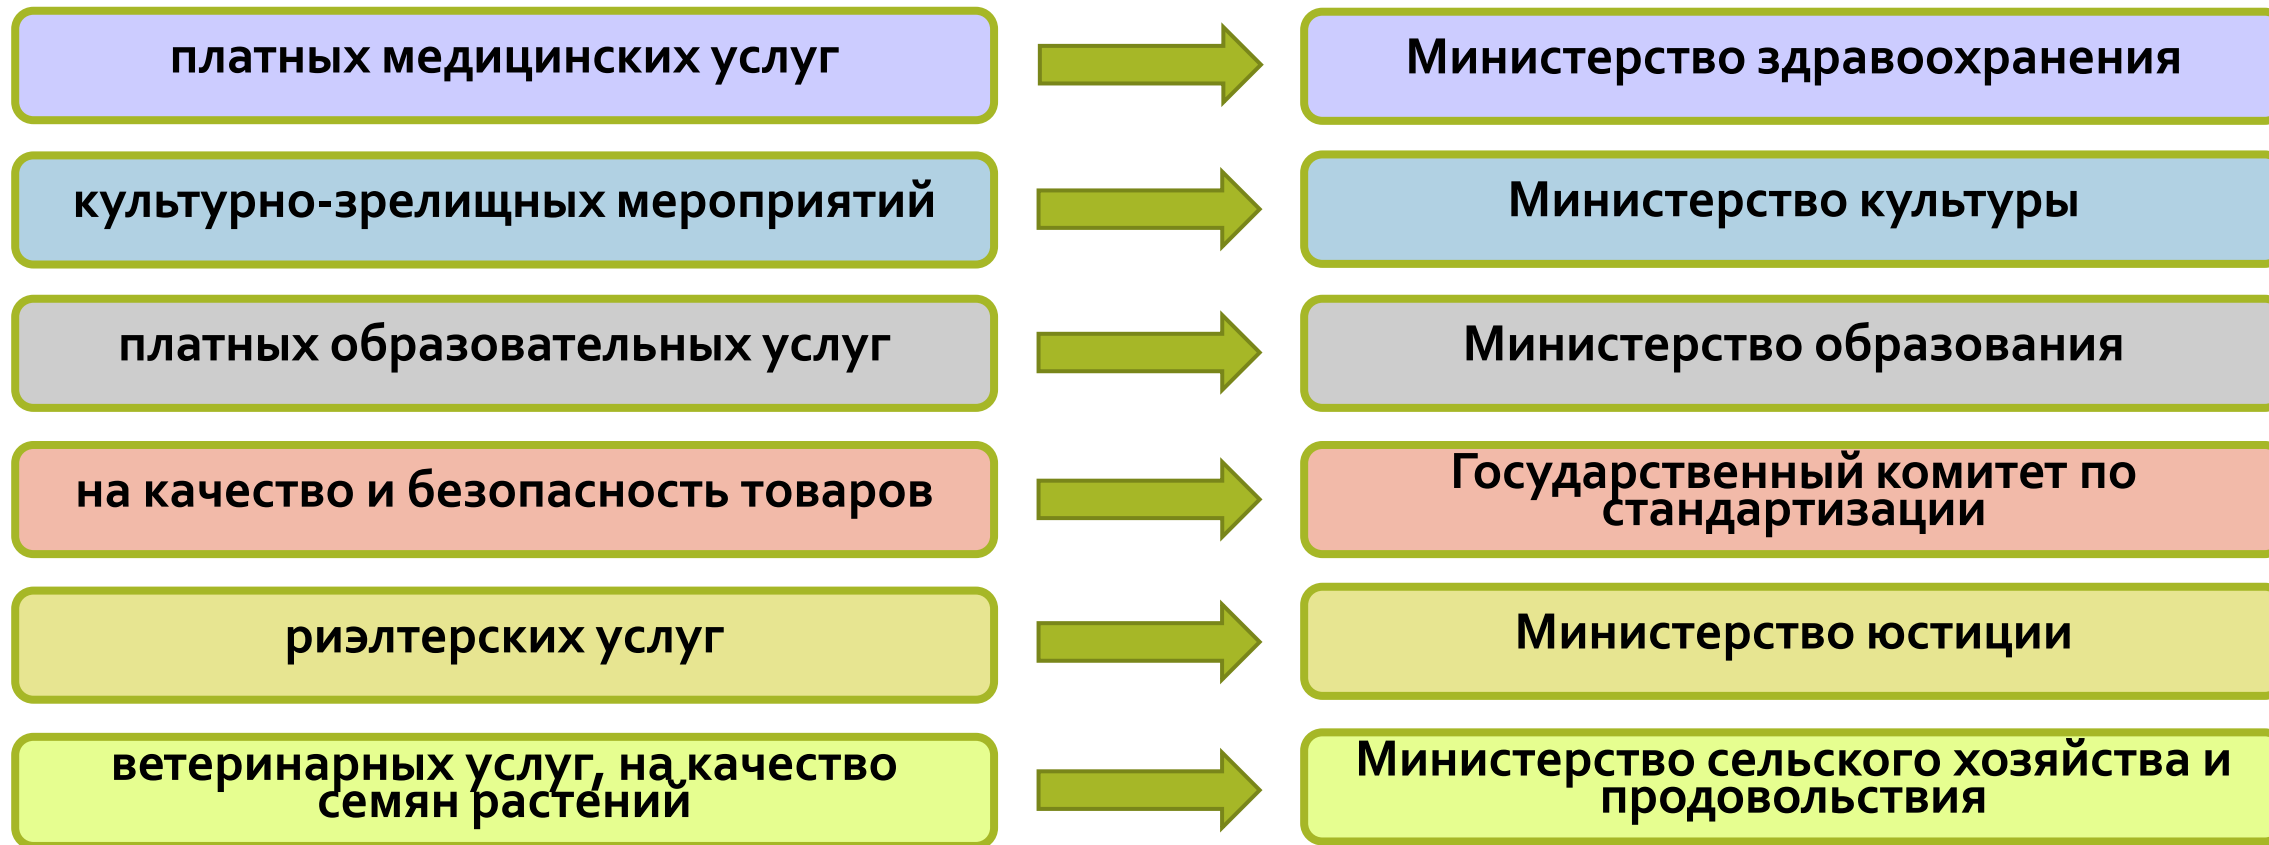 платных медицинских услуг
Министерство здравоохранения
культурно-зрелищных мероприятий
Министерство культуры
платных образовательных услуг
Министерство образования
на качество и безопасность товаров
Государственный комитет по
стандартизации
риэлтерских услуг
Министерство юстиции
ветеринарных услуг, на качество
семян растений
Министерство сельского хозяйства и
продовольствия